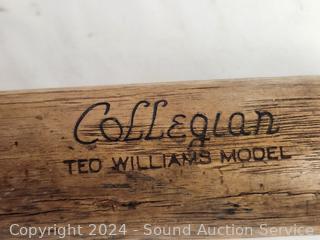 Collegian
TED WILLIAMS MODEL
Copyright © 2024 - Sound Auction Service